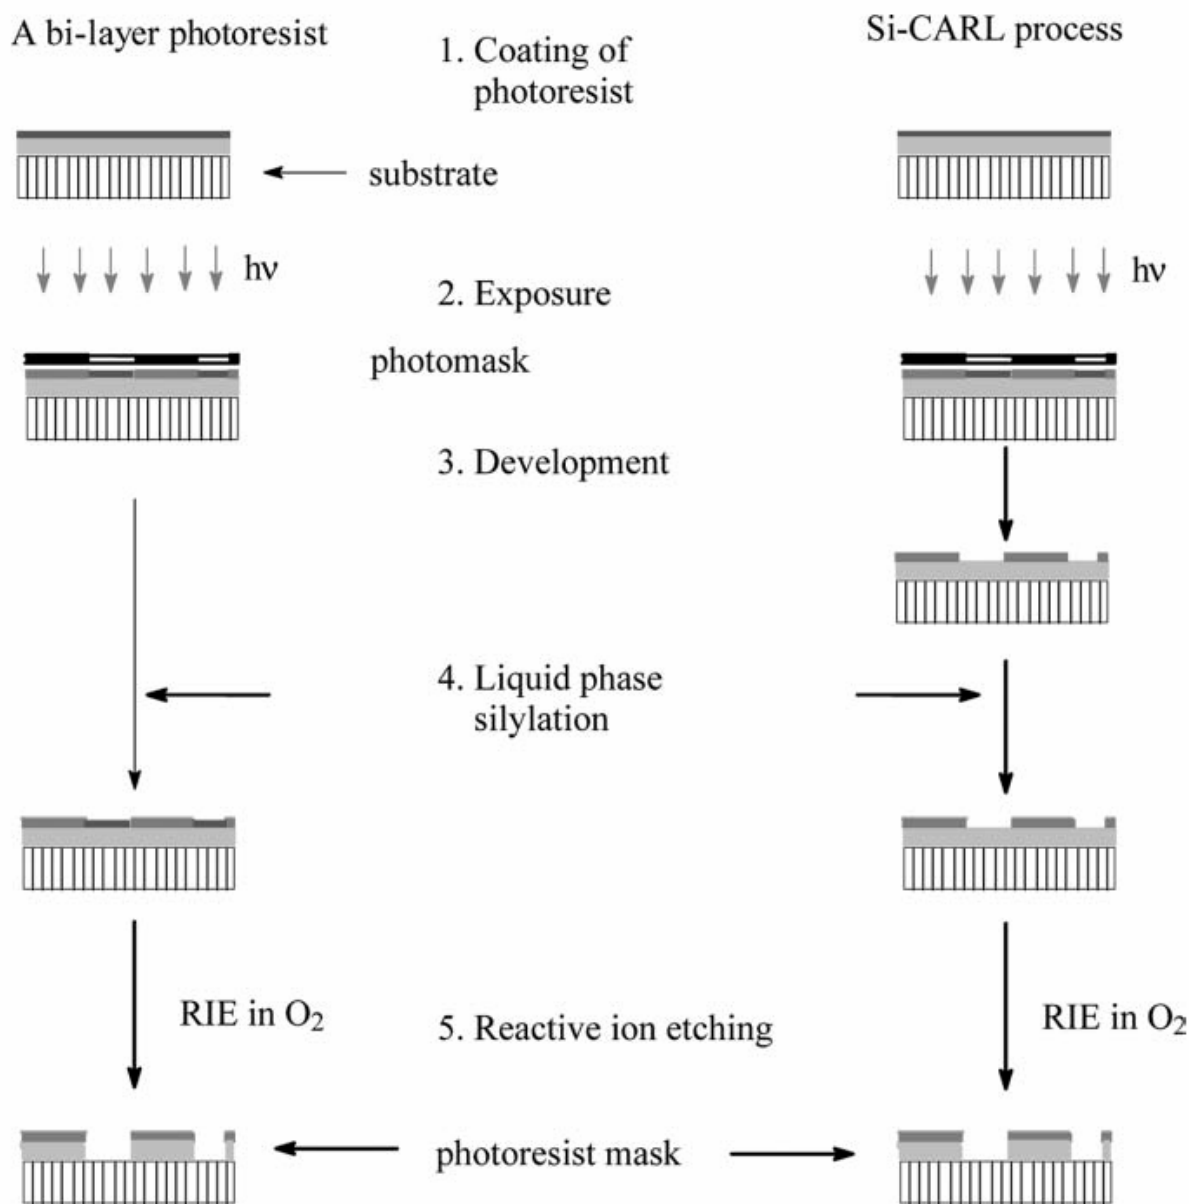 A bi-layer photoresist
1. Coating of
photoresist
Si-CARL process
substrate
hν
2. Exposure
hν
photomask
3. Development
4. Liquid phase
silylation
RIE in O₂
5. Reactive ion etching
RIE in O₂
photoresist mask